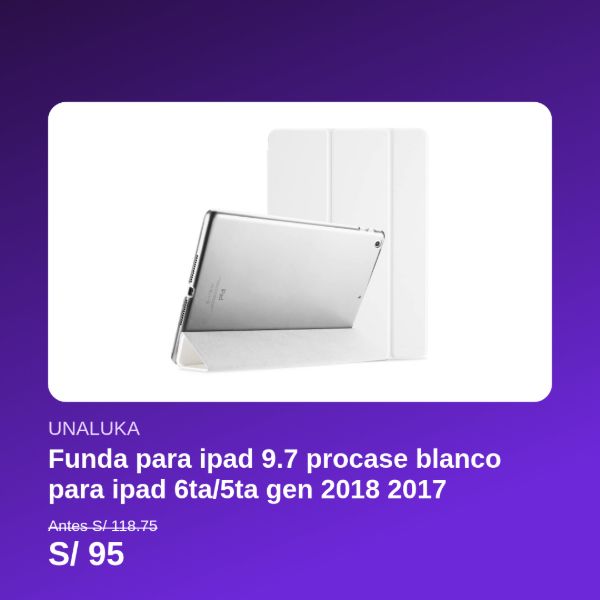 iPad
UNALUKA
Funda para ipad 9.7 procase blanco
para ipad 6ta/5ta gen 2018 2017
Antes S/ 118.75
S/ 95